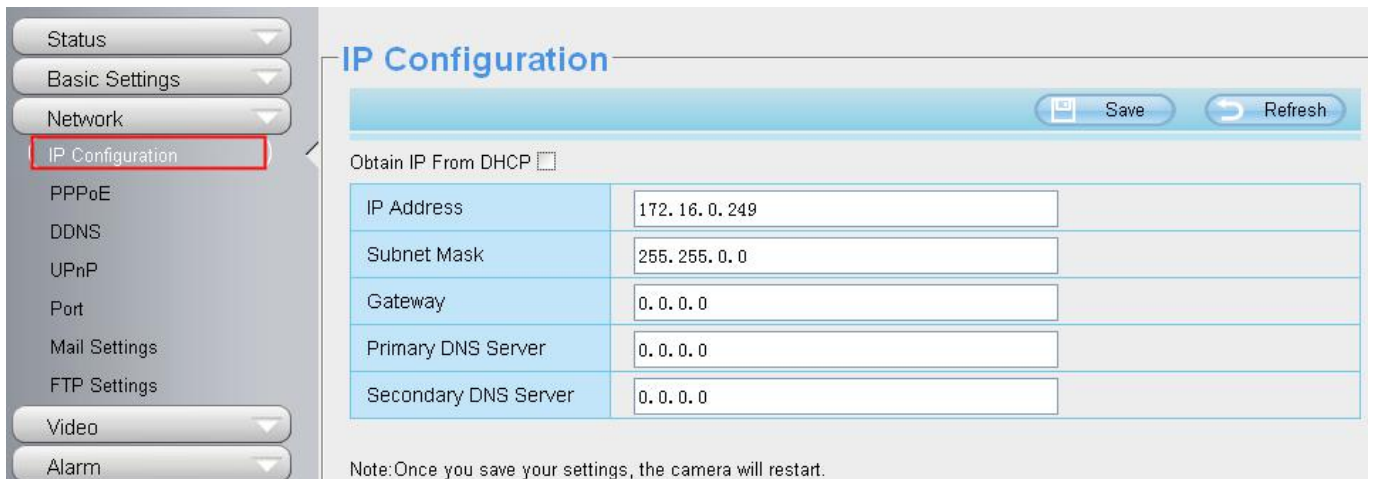 Status
Basic Settings
Network
IP Configuration
PPPoE
DDNS
UPnP
Port
Mail Settings
FTP Settings
Video
Alarm
IP Configuration
Save Refresh
Obtain IP From DHCP
IP Address 172.16.0.249
Subnet Mask 255.255.0.0
Gateway 0.0.0.0
Primary DNS Server 0.0.0.0
Secondary DNS Server 0.0.0.0
Note:Once you save your settings, the camera will restart.